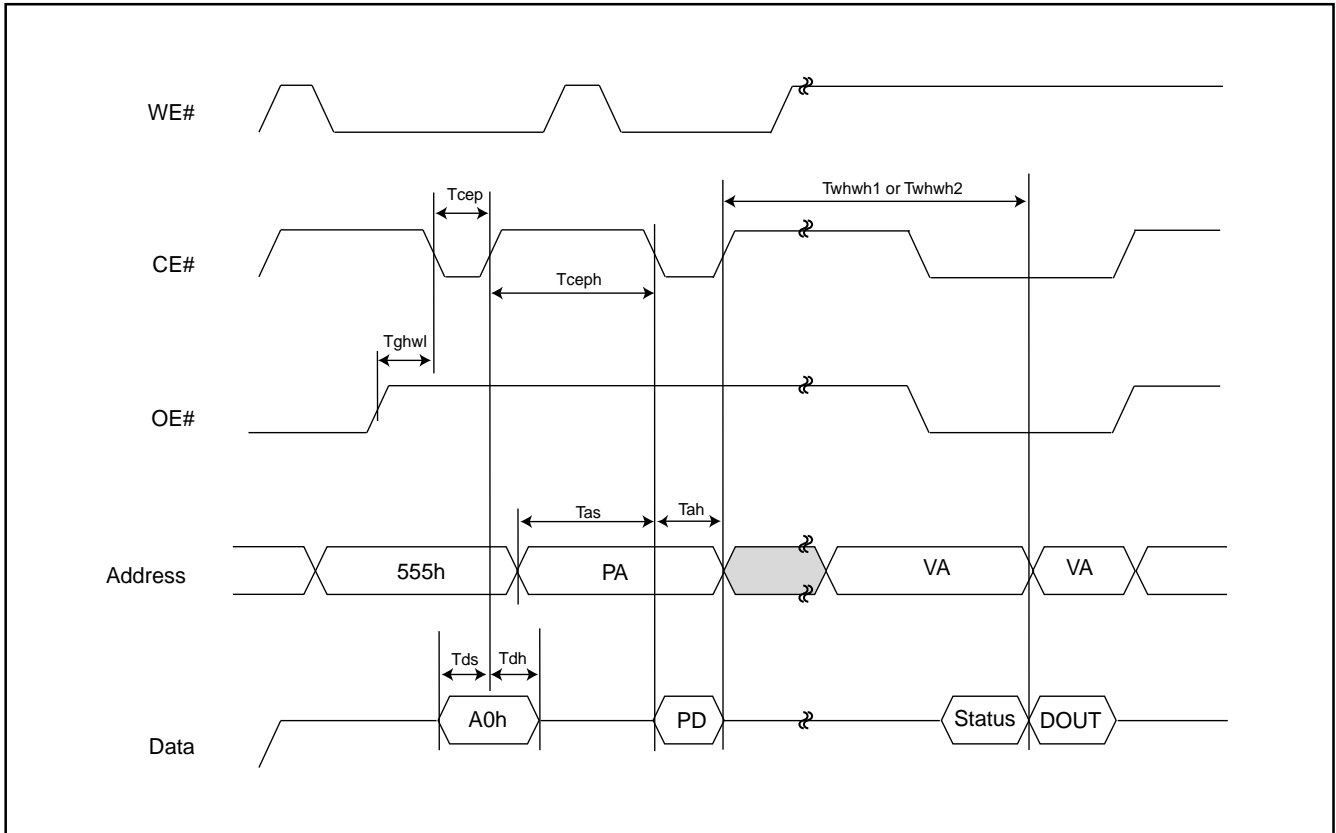 WE#
Twhwh1 or Twhwh2
Tcep
CE#
Tceph
Tghwl
OE#
Tas
Tah
Address
555h
PA
VA
VA
Tds
Tdh
Data
A0h
PD
Status
DOUT